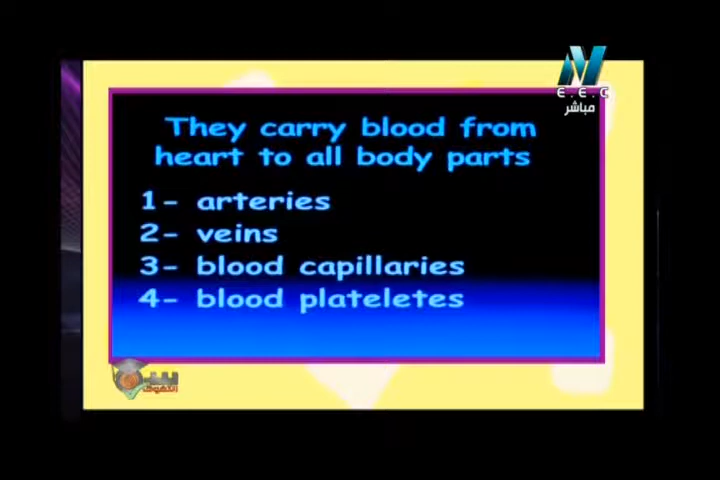 E.E.C
مباشر
They carry blood from
heart to all body parts
1- arteries
2- veins
3- blood capillaries
4- blood plateletes